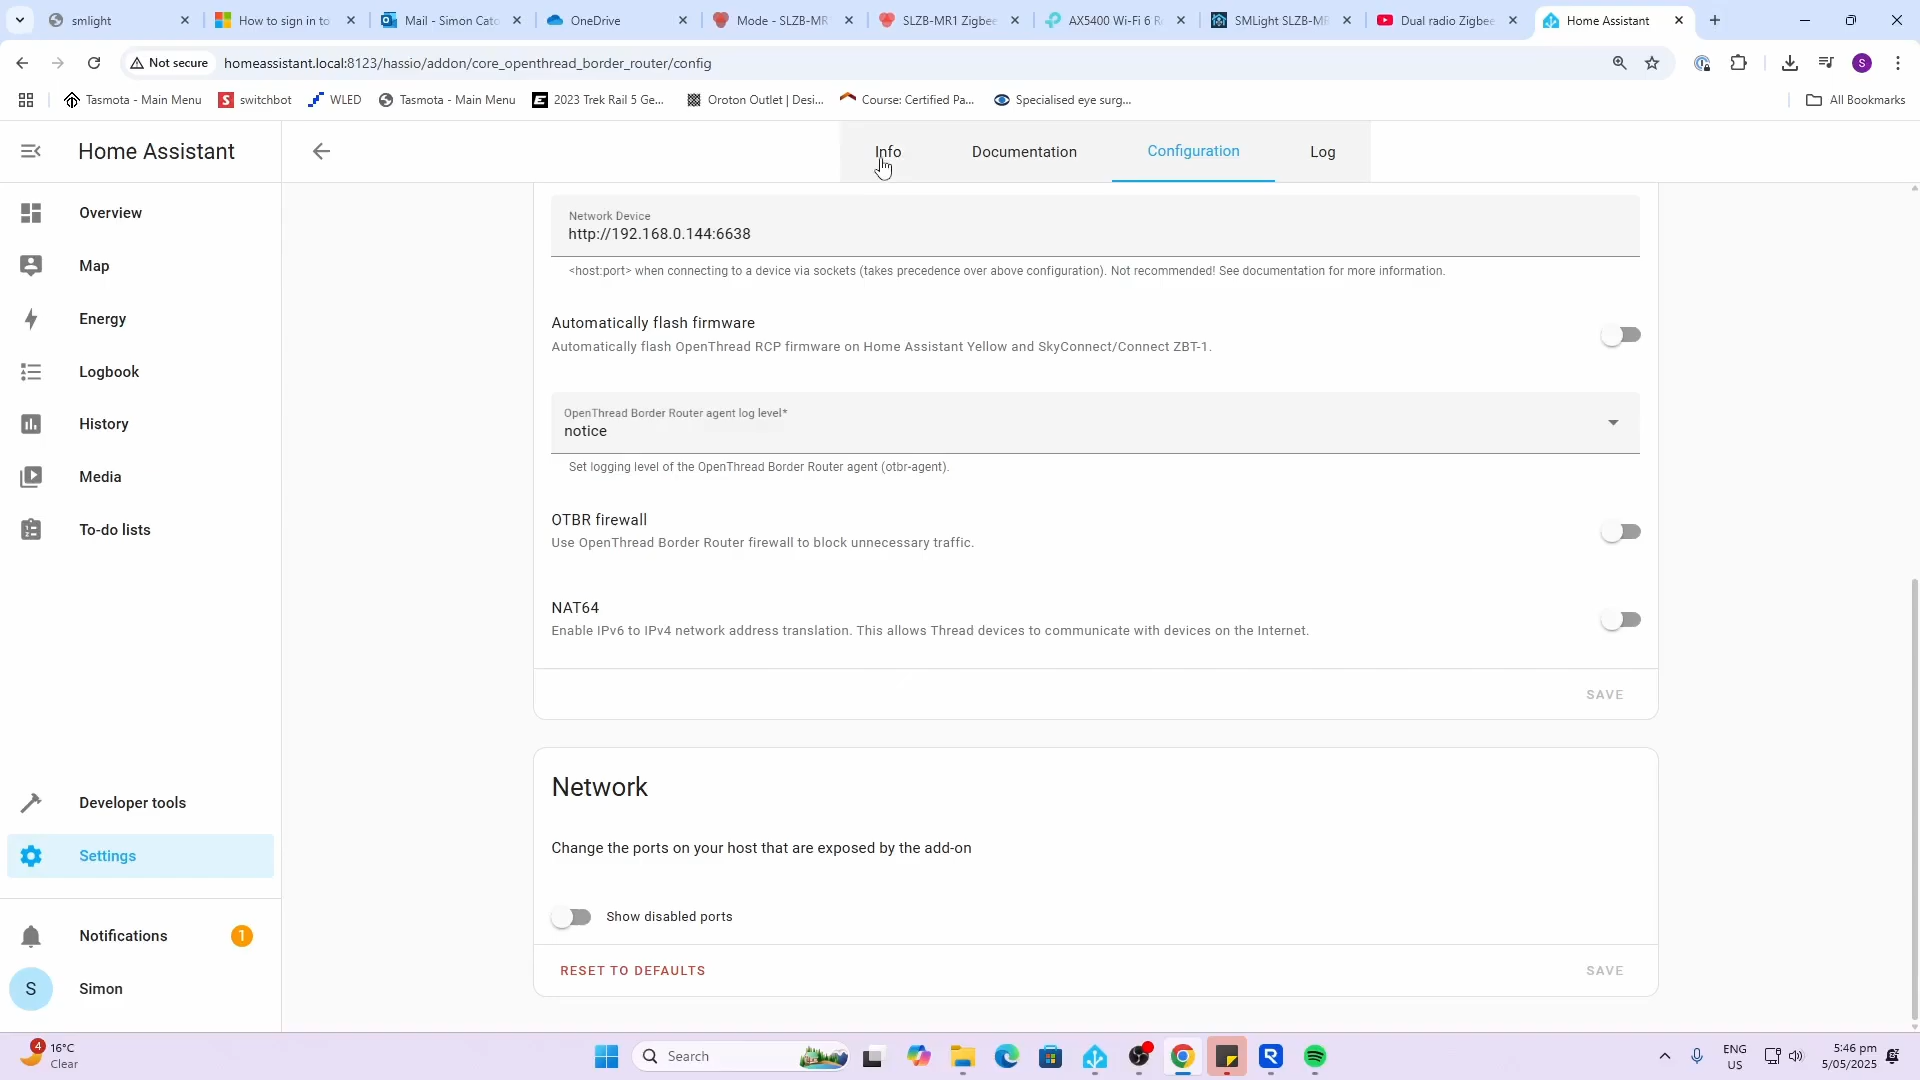 smlight
How to sign in to
Mail - Simon Cato
OneDrive
Mode - SLZB-MR
SLZB-MR1 Zigbee
AX5400 Wi-Fi 6 R
SMLight SLZB-MR
Dual radio Zigbee
Home Assistant
Not secure
homeassistant.local:8123/hassio/addon/core_openthread_border_router/config
S
Tasmota - Main Menu
switchbot
WLED
Tasmota - Main Menu
2023 Trek Rail 5 Ge...
Oroton Outlet | Desi...
Course: Certified Pa...
Specialised eye surg...
All Bookmarks
Home Assistant
Info
Documentation
Configuration
Log
Overview
Map
Energy
Logbook
History
Media
To-do lists
Developer tools
Settings
Notifications
1
S
Simon
Network Device
http://192.168.0.144:6638
<host:port> when connecting to a device via sockets (takes precedence over above configuration). Not recommended! See documentation for more information.
Automatically flash firmware
Automatically flash OpenThread RCP firmware on Home Assistant Yellow and SkyConnect/Connect ZBT-1.
OpenThread Border Router agent log level*
notice
Set logging level of the OpenThread Border Router agent (otbr-agent).
OTBR firewall
Use OpenThread Border Router firewall to block unnecessary traffic.
NAT64
Enable IPv6 to IPv4 network address translation. This allows Thread devices to communicate with devices on the Internet.
SAVE
Network
Change the ports on your host that are exposed by the add-on
Show disabled ports
RESET TO DEFAULTS
SAVE
4
16°C
Clear
Search
ENG
US
5:46 pm
5/05/2025